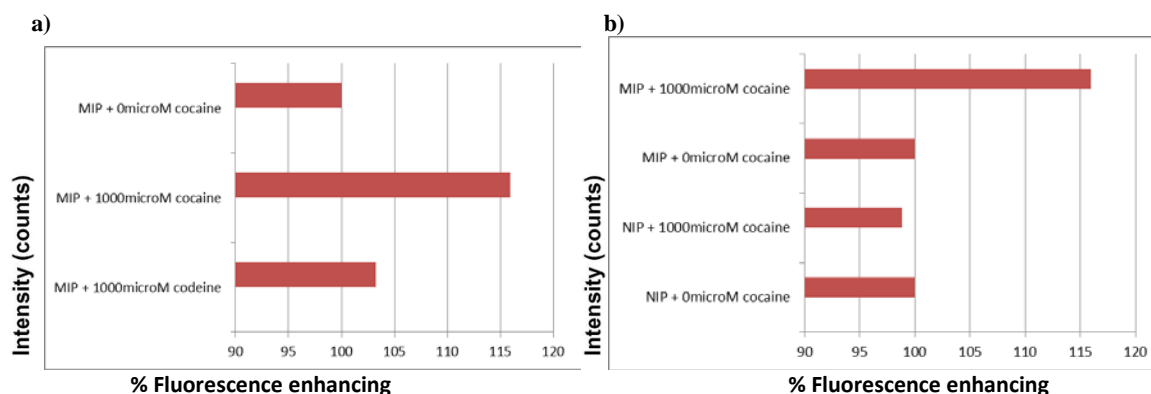 a)
Intensity (counts)
MIP + 0microM cocaine
MIP + 1000microM cocaine
MIP + 1000microM codeine
90 95 100 105 110 115 120
% Fluorescence enhancing
b)
Intensity (counts)
MIP + 1000microM cocaine
MIP + 0microM cocaine
NIP + 1000microM cocaine
NIP + 0microM cocaine
90 95 100 105 110 115 120
% Fluorescence enhancing